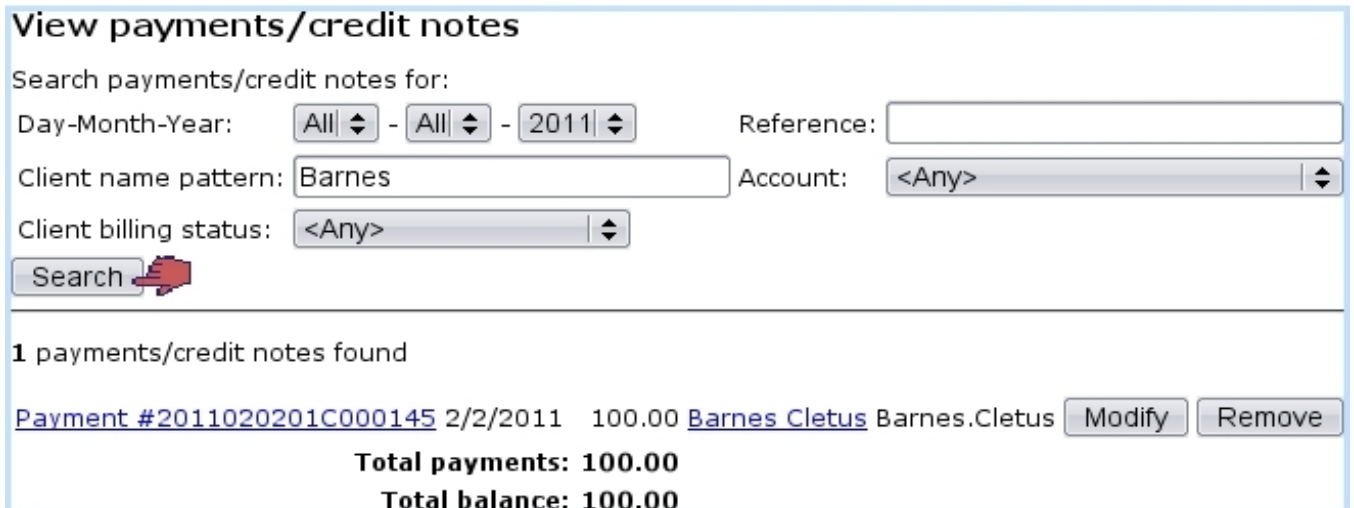 View payments/credit notes
Search payments/credit notes for:
Day-Month-Year: All - All - 2011 Reference:
Client name pattern: Barnes Account: <Any>
Client billing status: <Any>
Search
1 payments/credit notes found
Payment #2011020201C000145 2/2/2011 100.00 Barnes Cletus Barnes.Cletus Modify Remove
Total payments: 100.00
Total balance: 100.00